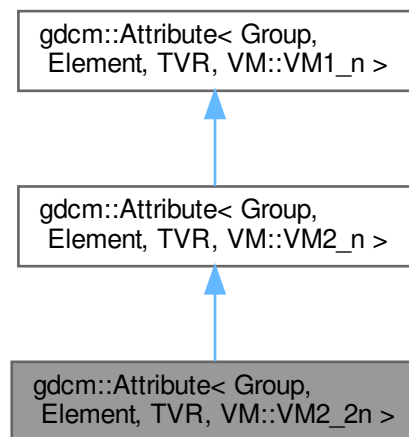 gdcm::Attribute< Group,
Element, TVR, VM::VM1_n >
gdcm::Attribute< Group,
Element, TVR, VM::VM2_n >
gdcm::Attribute< Group,
Element, TVR, VM::VM2_2n >